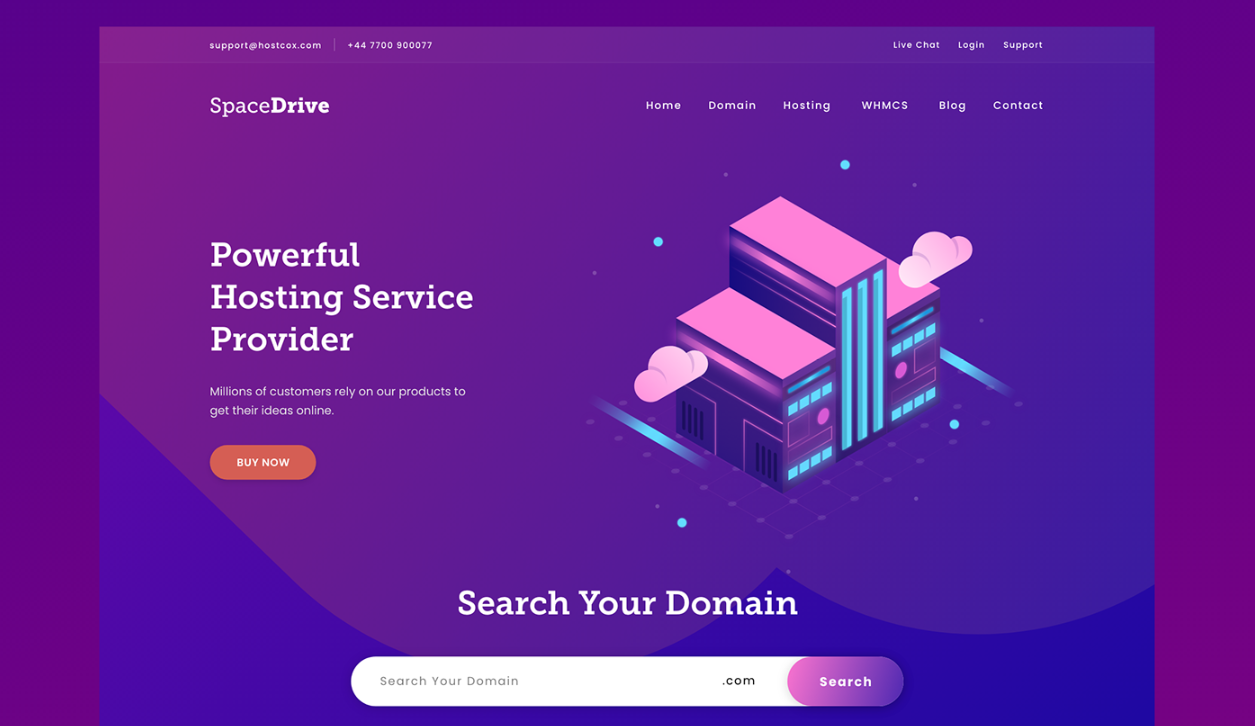 support@hostcox.com +44 7700 900077 Live Chat Login Support
SpaceDrive Home Domain Hosting WHMCS Blog Contact
Powerful
Hosting Service
Provider
Millions of customers rely on our products to
get their ideas online.
BUY NOW
Search Your Domain
Search Your Domain .com Search